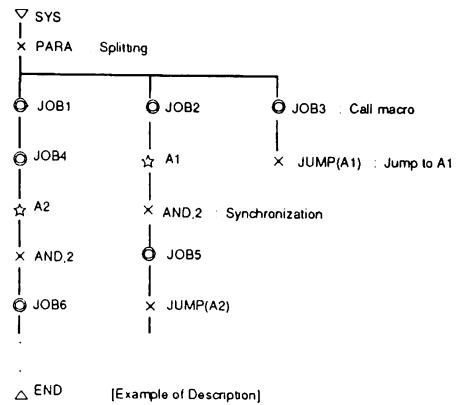 SYS
PARA : Splitting
JOB1 JOB2 JOB3 : Call macro
JOB4 A1 JUMP(A1) : Jump to A1
A2 AND,2 : Synchronization
AND,2 JOB5
JOB6 JUMP(A2)
END [Example of Description]